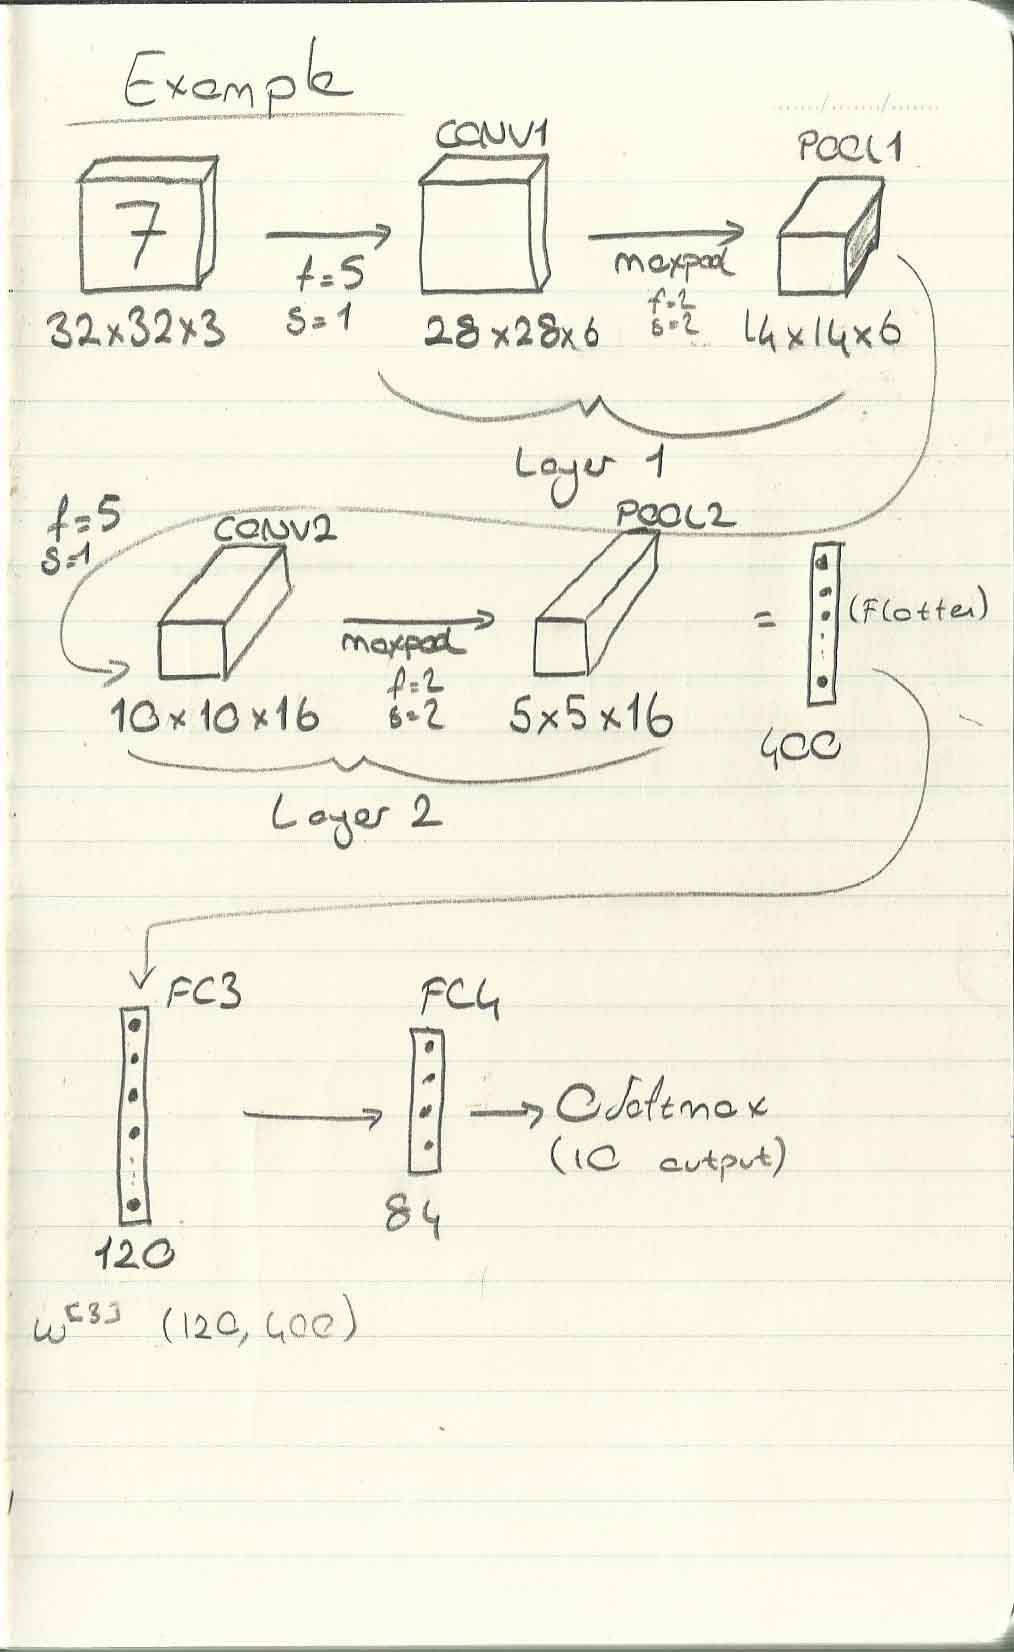 Example
CONV1
POOL1
7
f=5
s=1
maxpool
f=2
s=2
32x32x3
28x28x6
14x14x6
Layer 1
f=5
s=1
CONV2
POOL2
maxpool
f=2
s=2
=
(Flatten)
10x10x16
5x5x16
400
Layer 2
FC3
FC4
Softmax
(10 output)
84
120
w[3] (120,400)